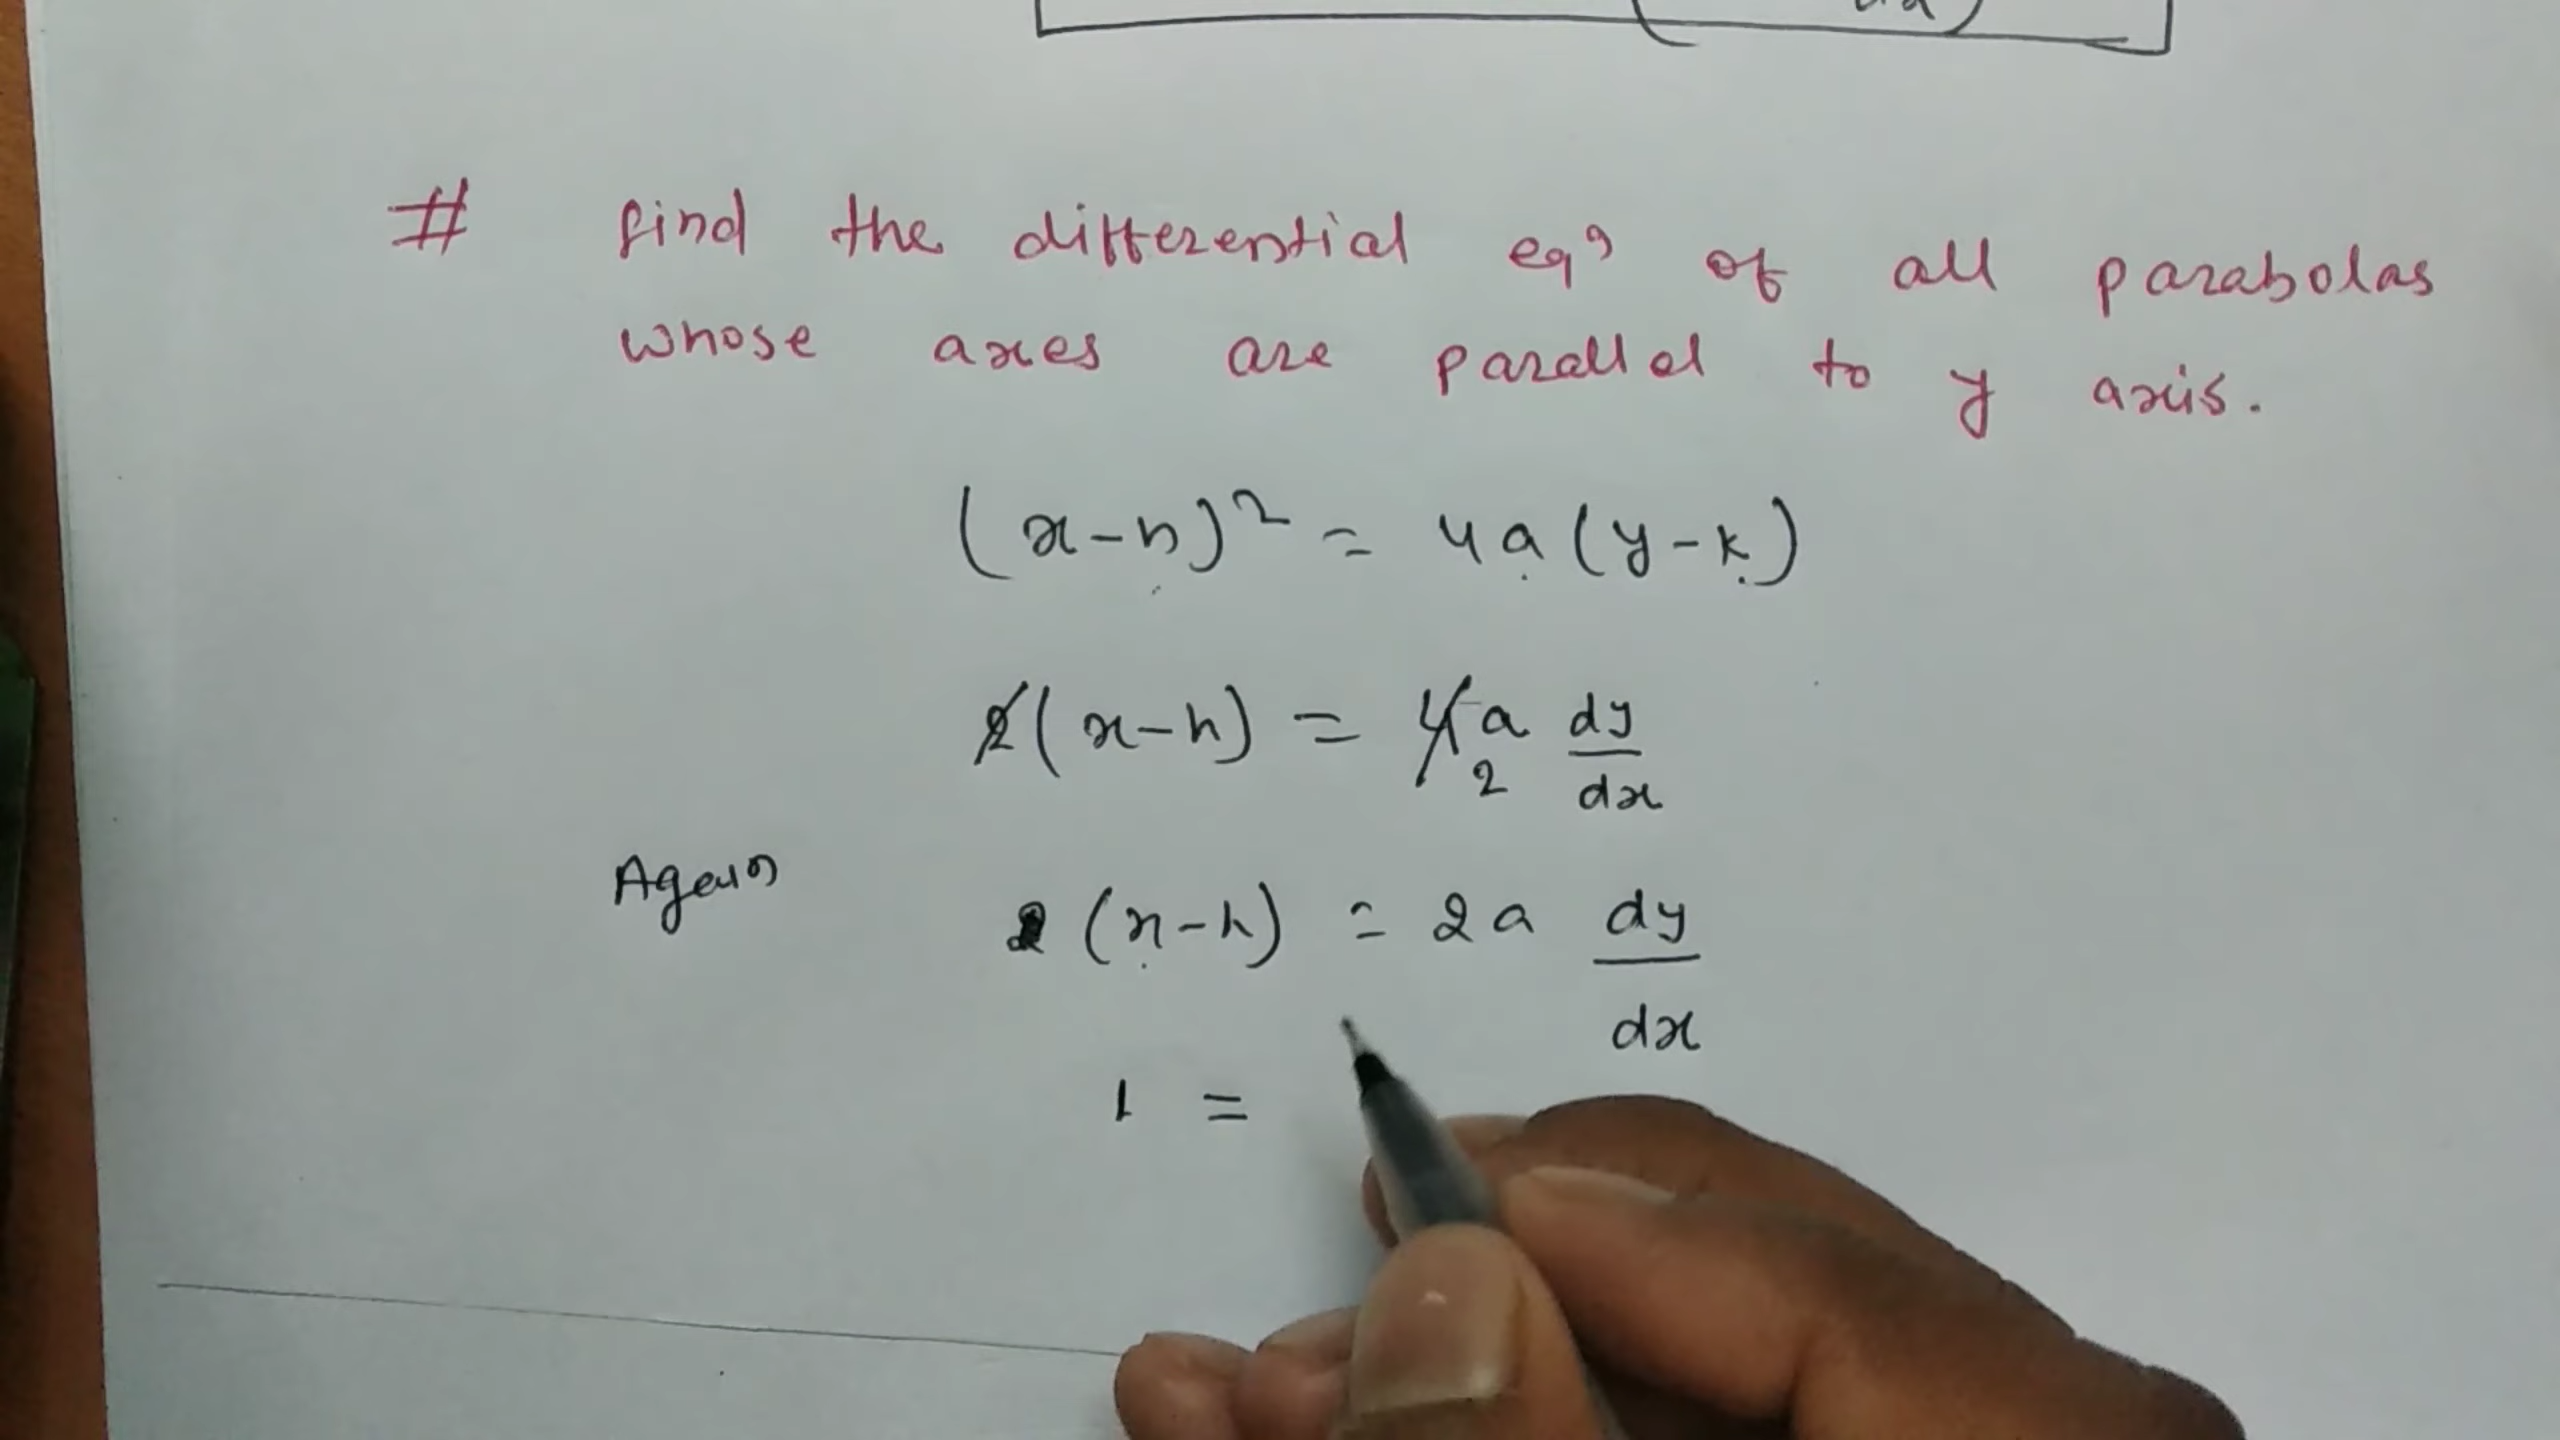 dx)
# find the differential eqn of all parabolas
whose axes are parallel to y axis.
(x-h)² = 4a(y-k)
2(x-h) = 4a dy/dx
2
Again (x-h) = 2a dy/dx
1 =